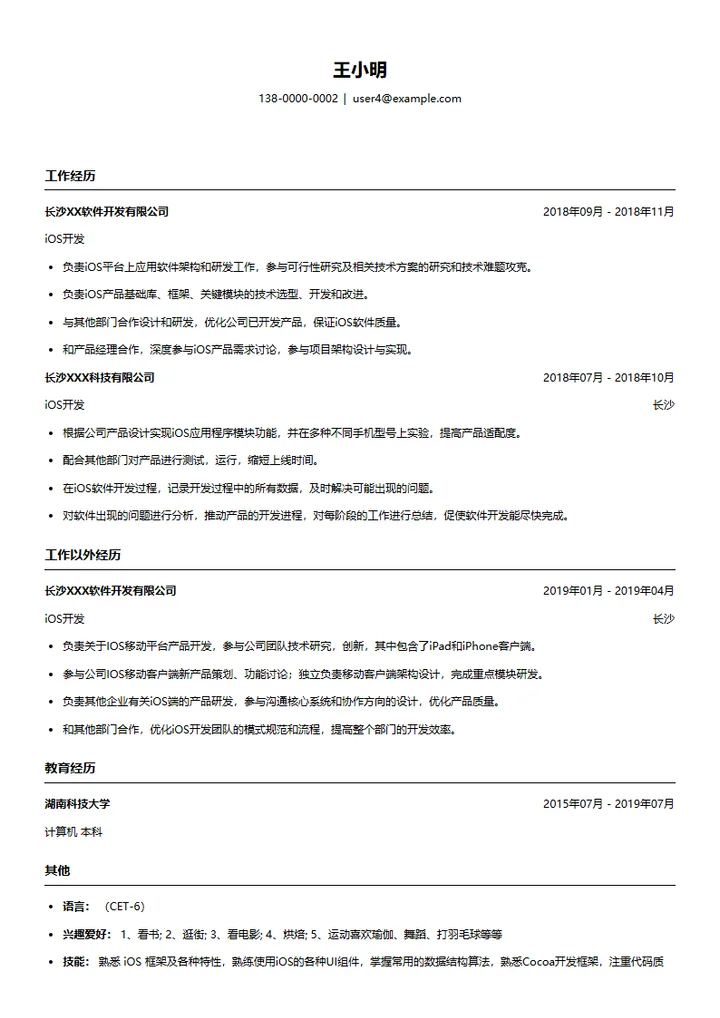 王小明
138-0000-0002 | user4@example.com
工作经历
长沙XX软件开发有限公司 2018年09月 - 2018年11月
iOS开发
• 负责iOS平台上应用软件架构和研发工作，参与可行性研究及相关技术方案的研究和技术难题攻克。
• 负责iOS产品基础库、框架、关键模块的技术选型、开发和改进。
• 与其他部门合作设计和研发，优化公司已开发产品，保证iOS软件质量。
• 和产品经理合作，深度参与iOS产品需求讨论，参与项目架构设计与实现。
长沙XXX科技有限公司 2018年07月 - 2018年10月
iOS开发 长沙
• 根据公司产品设计实现iOS应用程序模块功能，并在多种不同手机型号上实验，提高产品适配度。
• 配合其他部门对产品进行测试，运行，缩短上线时间。
• 在iOS软件开发过程，记录开发过程中的所有数据，及时解决可能出现的问题。
• 对软件出现的问题进行分析，推动产品的开发进程，对每阶段的工作进行总结，促使软件开发能尽快完成。
工作以外经历
长沙XXX软件开发有限公司 2019年01月 - 2019年04月
iOS开发 长沙
• 负责关于IOS移动平台产品开发，参与公司团队技术研究，创新，其中包含了iPad和iPhone客户端。
• 参与公司IOS移动客户端新产品策划、功能讨论；独立负责移动客户端架构设计，完成重点模块研发。
• 负责其他企业有关iOS端的产品研发，参与沟通核心系统和协作方向的设计，优化产品质量。
• 和其他部门合作，优化iOS开发团队的模式规范和流程，提高整个部门的开发效率。
教育经历
湖南科技大学 2015年07月 - 2019年07月
计算机 本科
其他
• 语言： （CET-6）
• 兴趣爱好： 1、看书; 2、逛街; 3、看电影; 4、烘焙; 5、运动喜欢瑜伽、舞蹈、打羽毛球等等
• 技能： 熟悉 iOS 框架及各种特性，熟练使用iOS的各种UI组件，掌握常用的数据结构算法，熟悉Cocoa开发框架，注重代码质